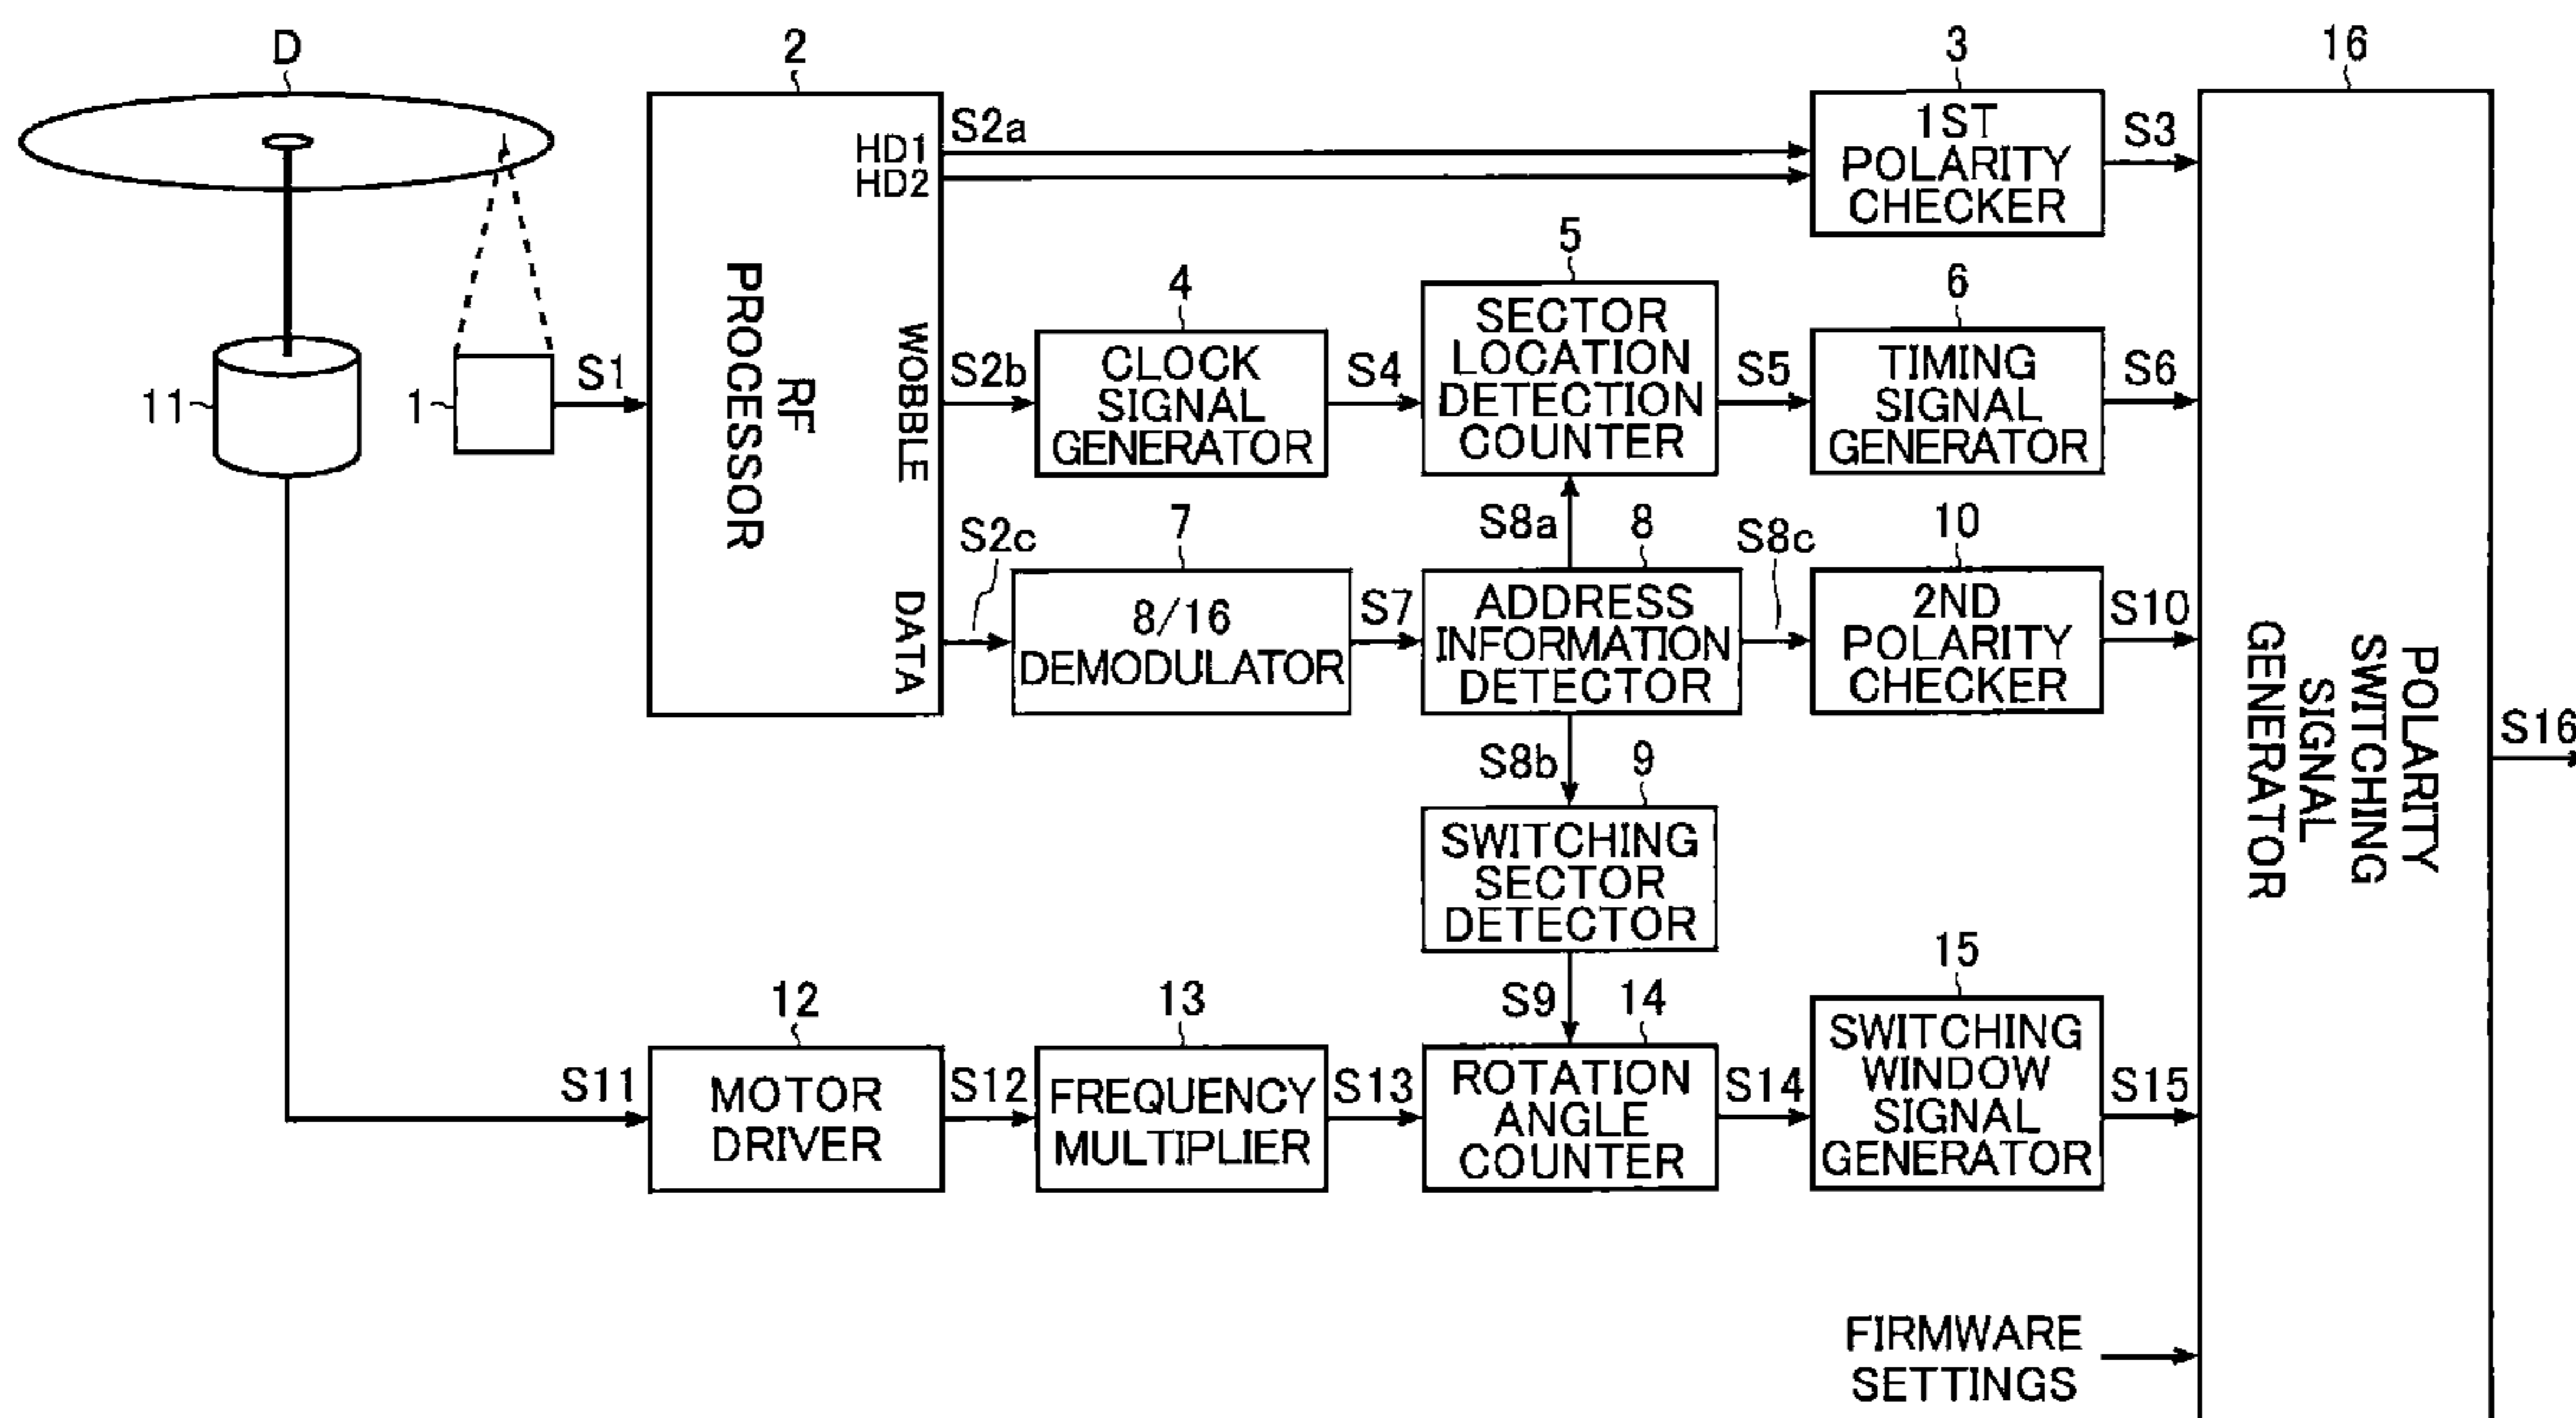 D
2
3
16
HD1
HD2
S2a
1ST
POLARITY
CHECKER
S3
5
4
6
11
1
S1
RF
PROCESSOR
WOBBLE
S2b
CLOCK
SIGNAL
GENERATOR
S4
SECTOR
LOCATION
DETECTION
COUNTER
S5
TIMING
SIGNAL
GENERATOR
S6
S2c
7
S8a
8
S8c
10
DATA
8/16
DEMODULATOR
S7
ADDRESS
INFORMATION
DETECTOR
2ND
POLARITY
CHECKER
S10
POLARITY
SWITCHING
SIGNAL
GENERATOR
S16
S8b
9
SWITCHING
SECTOR
DETECTOR
12
13
S9
14
15
S11
MOTOR
DRIVER
S12
FREQUENCY
MULTIPLIER
S13
ROTATION
ANGLE
COUNTER
S14
SWITCHING
WINDOW
SIGNAL
GENERATOR
S15
FIRMWARE
SETTINGS